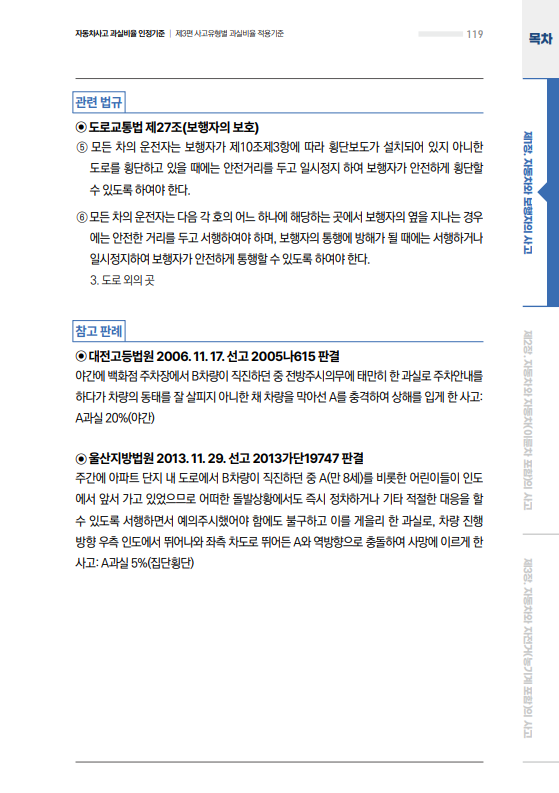 자동차사고 과실비율 인정기준 | 제3편 사고유형별 과실비율 적용기준
119
목차
관련 법규
◉ 도로교통법 제27조(보행자의 보호)
⑤ 모든 차의 운전자는 보행자가 제10조제3항에 따라 횡단보도가 설치되어 있지 아니한
도로를 횡단하고 있을 때에는 안전거리를 두고 일시정지 하여 보행자가 안전하게 횡단할
수 있도록 하여야 한다.
⑥ 모든 차의 운전자는 다음 각 호의 어느 하나에 해당하는 곳에서 보행자의 옆을 지나는 경우
에는 안전한 거리를 두고 서행하여야 하며, 보행자의 통행에 방해가 될 때에는 서행하거나
일시정지하여 보행자가 안전하게 통행할 수 있도록 하여야 한다.
3. 도로 외의 곳
참고 판례
◉ 대전고등법원 2006. 11. 17. 선고 2005나615 판결
야간에 백화점 주차장에서 B차량이 직진하던 중 전방주시의무에 태만히 한 과실로 주차안내를
하다가 차량의 동태를 잘 살피지 아니한 채 차량을 막아선 A를 충격하여 상해를 입게 한 사고:
A과실 20%(야간)
◉ 울산지방법원 2013. 11. 29. 선고 2013가단19747 판결
주간에 아파트 단지 내 도로에서 B차량이 직진하던 중 A(만 8세)를 비롯한 어린이들이 인도
에서 앞서 가고 있었으므로 어떠한 돌발상황에서도 즉시 정차하거나 기타 적절한 대응을 할
수 있도록 서행하면서 예의주시했어야 함에도 불구하고 이를 게을리 한 과실로, 차량 진행
방향 우측 인도에서 뛰어나와 좌측 차도로 뛰어든 A와 역방향으로 충돌하여 사망에 이르게 한
사고: A과실 5%(집단횡단)
제1장. 자동차와 보행자의 사고
제2장. 자동차와 자동차(이륜차 포함)의 사고
제3장. 자동차와 자전거(농기계 포함)의 사고